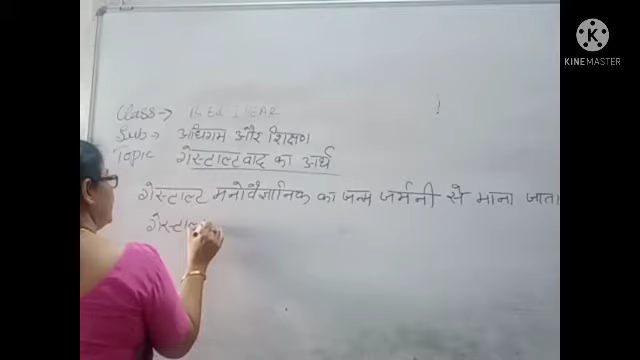 KINEMASTER
Class → B.Ed I YEAR
Sub → अधिगम और शिक्षण
Topic गेस्टाल्टवाद का अर्थ
गेस्टाल्ट मनोवैज्ञानिक का जन्म जर्मनी से माना जाता
गेस्टाल